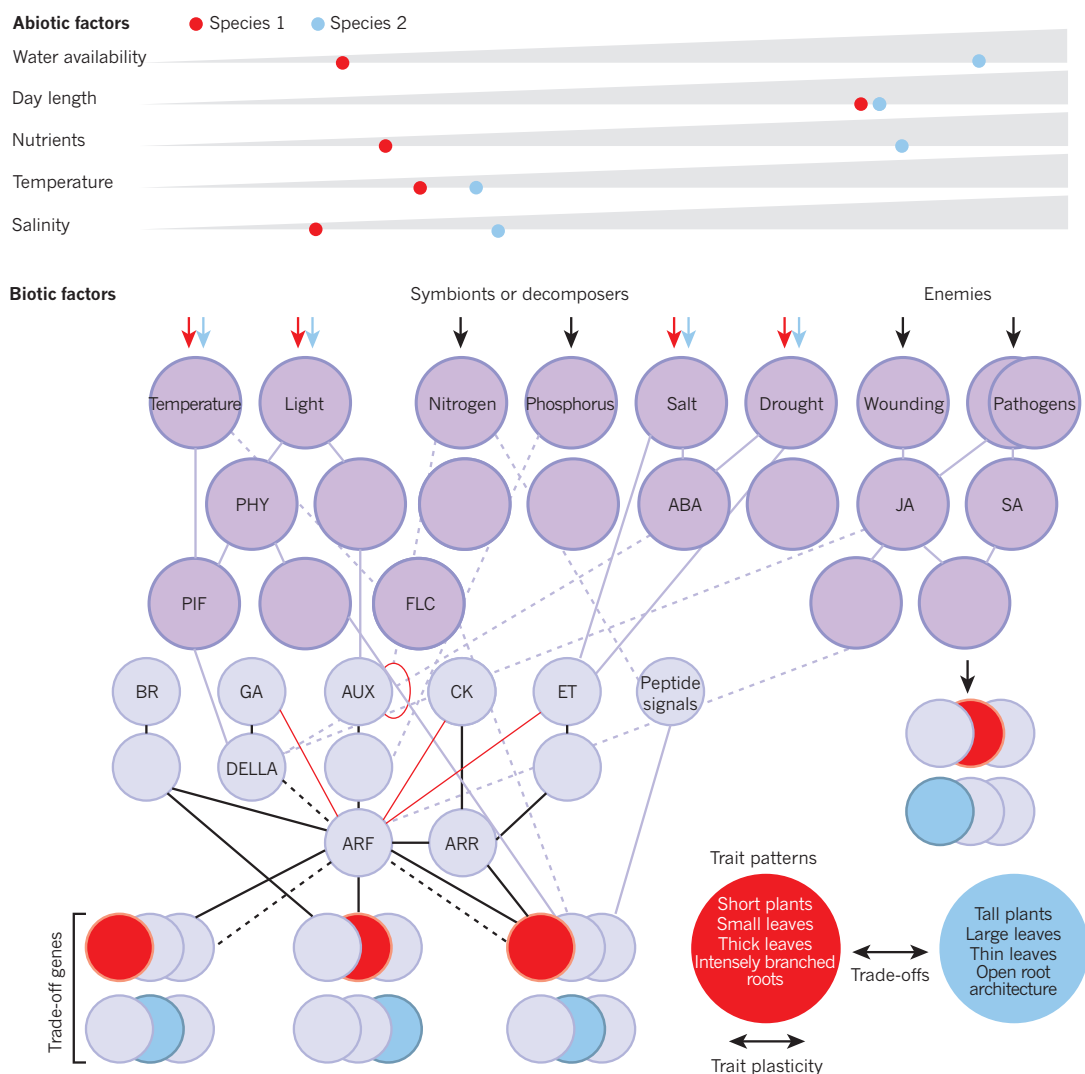 Abiotic factors
Species 1
Species 2
Water availability
Day length
Nutrients
Temperature
Salinity
Biotic factors
Symbionts or decomposers
Enemies
Temperature
Light
Nitrogen
Phosphorus
Salt
Drought
Wounding
Pathogens
PHY
ABA
JA
SA
PIF
FLC
BR
GA
AUX
CK
ET
Peptide
signals
DELLA
ARF
ARR
Trade-off genes
Trait patterns
Short plants
Small leaves
Thick leaves
Intensely branched
roots
Trade-offs
Tall plants
Large leaves
Thin leaves
Open root
architecture
Trait plasticity